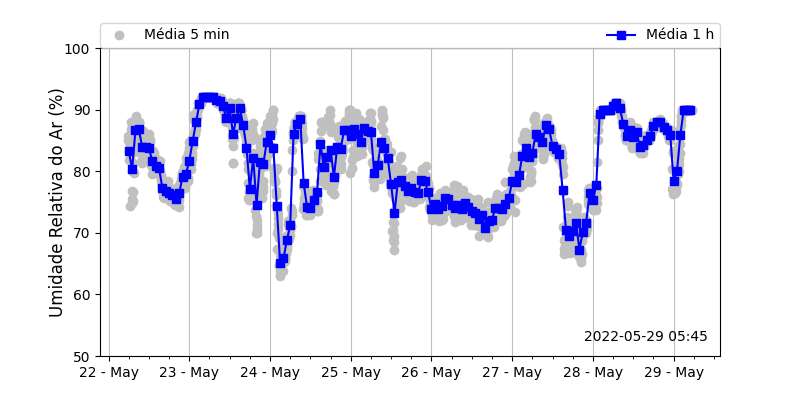 Média 5 min
Média 1 h
Umidade Relativa do Ar (%)
100
90
80
70
60
50
2022-05-29 05:45
22 - May
23 - May
24 - May
25 - May
26 - May
27 - May
28 - May
29 - May